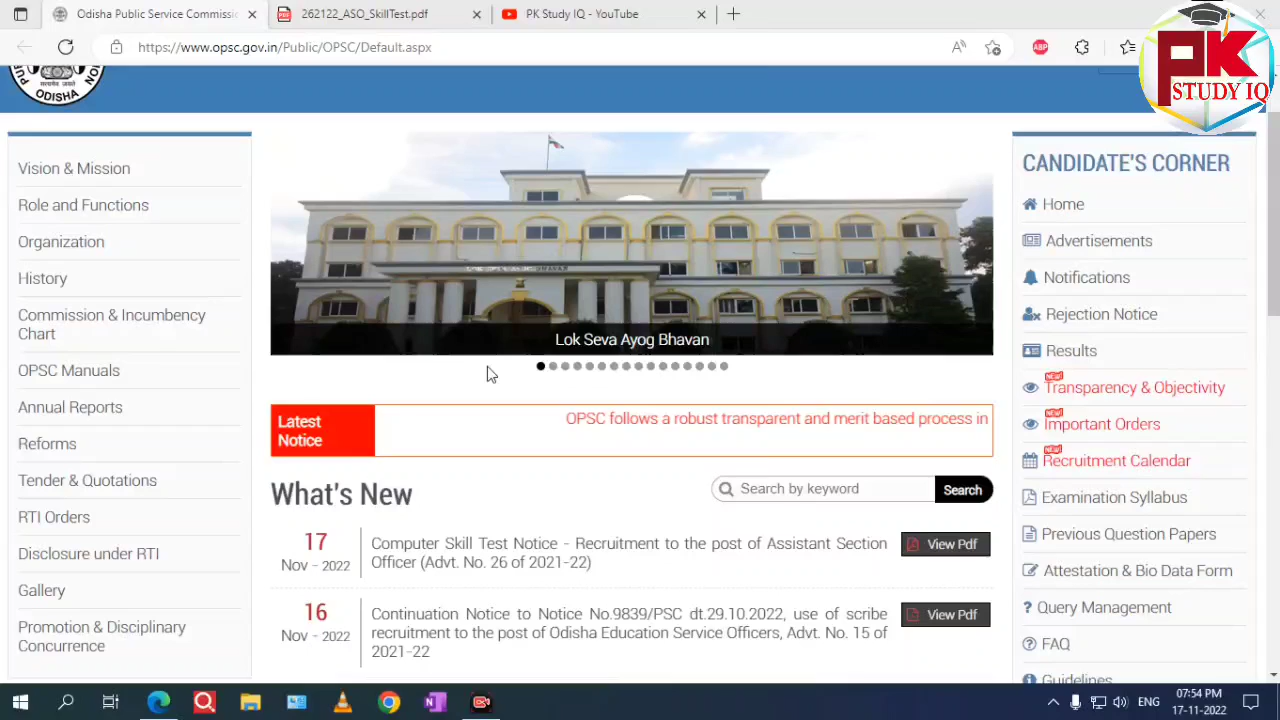 Odisha Public Service Commissi
262122_ASO_SkillTest.pdf
PK Study IQ - YouTube
https://www.opsc.gov.in/Public/OPSC/Default.aspx
ABP
PK
STUDY IQ
ODISHA
Vision & Mission
Role and Functions
Organization
History
Commission & Incumbency
Chart
OPSC Manuals
Annual Reports
Reforms
Tender & Quotations
RTI Orders
Disclosure under RTI
Gallery
Promotion & Disciplinary
Concurrence
Lok Seva Ayog Bhavan
Latest
Notice
OPSC follows a robust transparent and merit based process in
What's New
Search by keyword
Search
17
Nov - 2022
Computer Skill Test Notice - Recruitment to the post of Assistant Section
Officer (Advt. No. 26 of 2021-22)
View Pdf
16
Nov - 2022
Continuation Notice to Notice No.9839/PSC dt.29.10.2022, use of scribe
recruitment to the post of Odisha Education Service Officers, Advt. No. 15 of
2021-22
View Pdf
CANDIDATE'S CORNER
Home
Advertisements
Notifications
Rejection Notice
Results
NEW
Transparency & Objectivity
NEW
Important Orders
NEW
Recruitment Calendar
Examination Syllabus
Previous Question Papers
Attestation & Bio Data Form
Query Management
FAQ
Guidelines
ENG
07:54 PM
17-11-2022